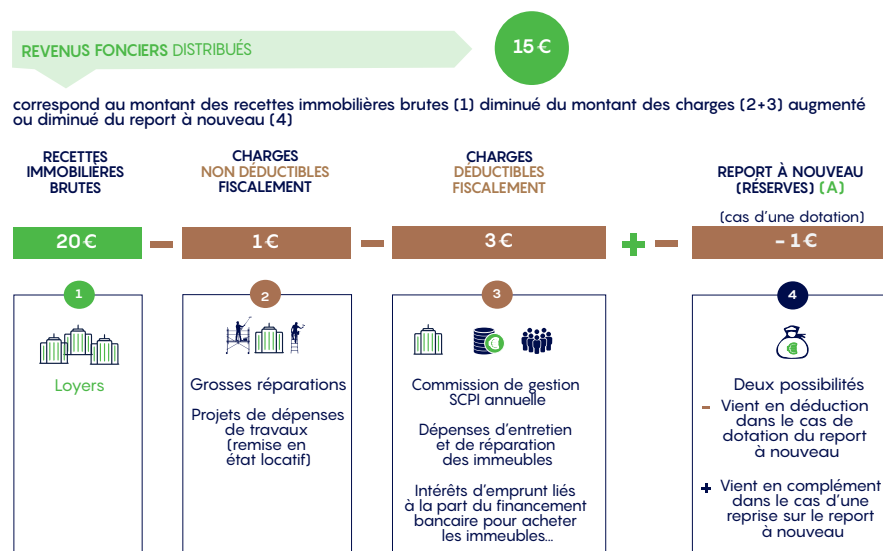 REVENUS FONCIERS DISTRIBUÉS
15 €
correspond au montant des recettes immobilières brutes (1) diminué du montant des charges (2+3) augmenté
ou diminué du report à nouveau (4)
RECETTES
IMMOBILIÈRES
BRUTES
20 €
1
Loyers
CHARGES
NON DÉDUCTIBLES
FISCALEMENT
1 €
2
Grosses réparations
Projets de dépenses
de travaux
(remise en
état locatif)
CHARGES
DÉDUCTIBLES
FISCALEMENT
3 €
3
Commission de gestion
SCPI annuelle
Dépenses d'entretien
et de réparation
des immeubles
Intérêts d'emprunt liés
à la part du financement
bancaire pour acheter
les immeubles...
REPORT À NOUVEAU
(RÉSERVES) (A)
(cas d'une dotation)
- 1 €
4
Deux possibilités
- Vient en déduction
dans le cas de
dotation du report
à nouveau
+ Vient en complément
dans le cas d'une
reprise sur le report
à nouveau